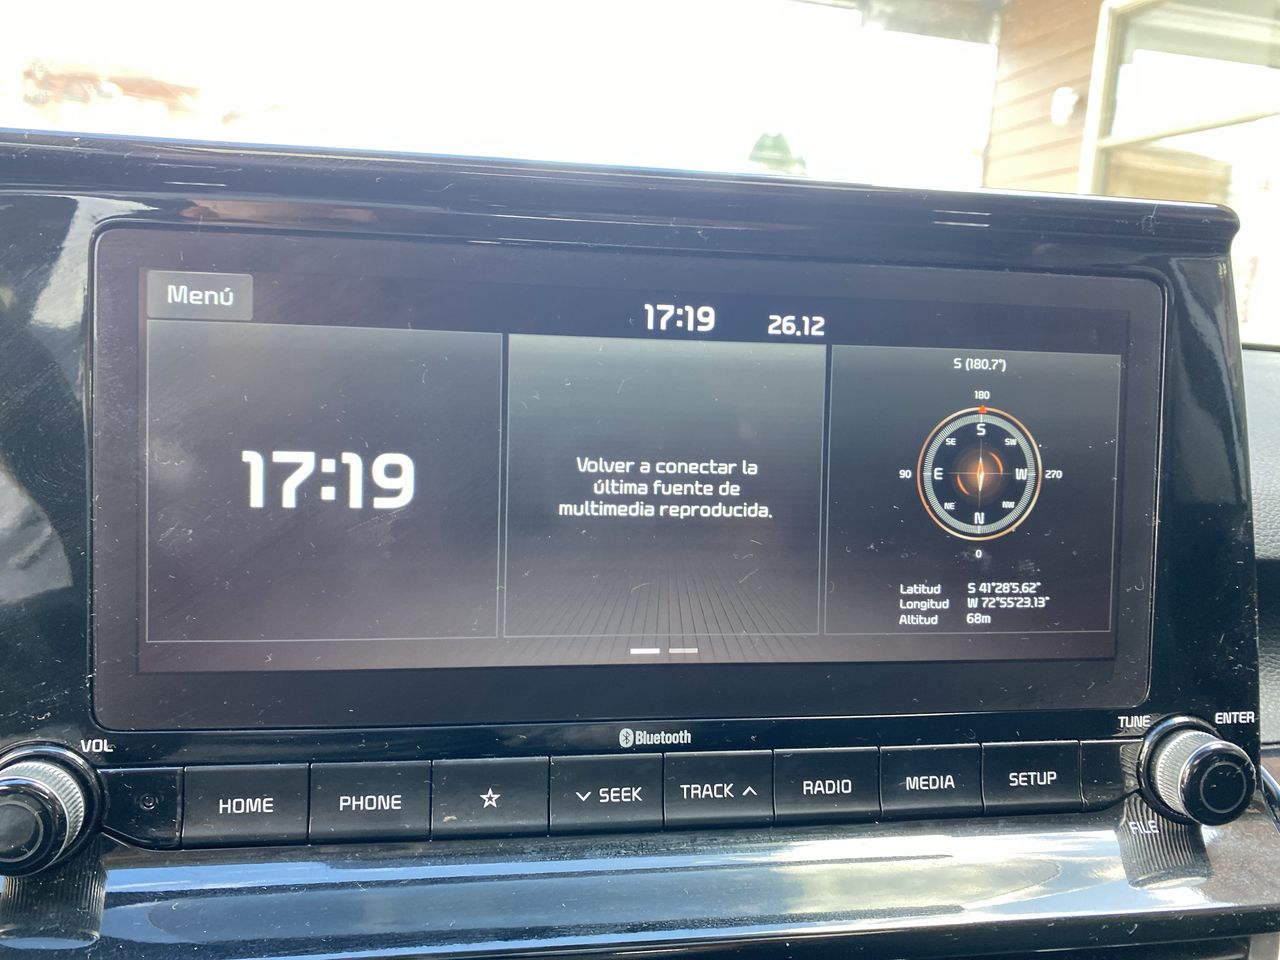 Menú
17:19 26.12
17:19
Volver a conectar la
última fuente de
multimedia reproducida.
S (180.7°)
180
S
SE SW
90 E W 270
NE NW
N
0
Latitud S 41°28'5.62"
Longitud W 72°55'23.13"
Altitud 68m
Bluetooth
VOL
TUNE
ENTER
HOME
PHONE
SEEK
TRACK
RADIO
MEDIA
SETUP
FILE